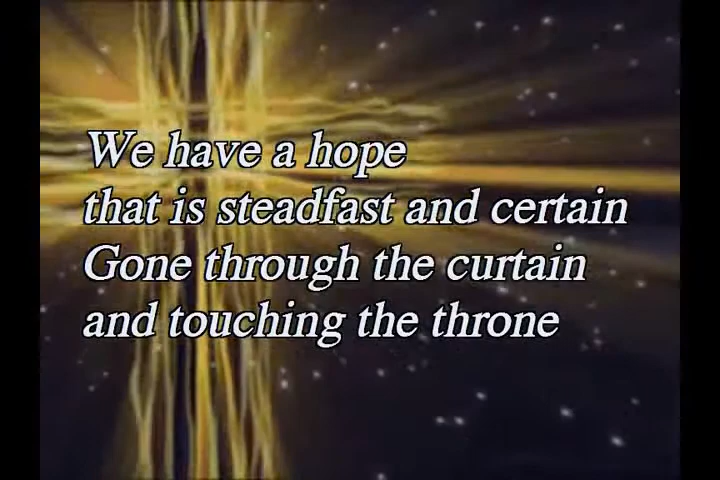 We have a hope
that is steadfast and certain
Gone through the curtain
and touching the throne